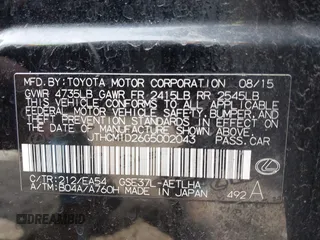 MFD.BY:TOYOTA MOTOR CORPORATION 08/15
GVWR 4735LB GAWR FR 2415LB RR 2545LB
THIS VEHICLE CONFORMS TO ALL APPLICABLE
FEDERAL MOTOR VEHICLE SAFETY, BUMPER, AND
THEFT PREVENTION STANDARDS IN EFFECT ON
THE DATE OF MANUFACTURE SHOWN ABOVE.
JTHCM1D2605002043 PASS.CAR
C/TR:212/EA54 GSE37L-AETLHA
A/TM:B04A/A760H MADE IN JAPAN 492 A